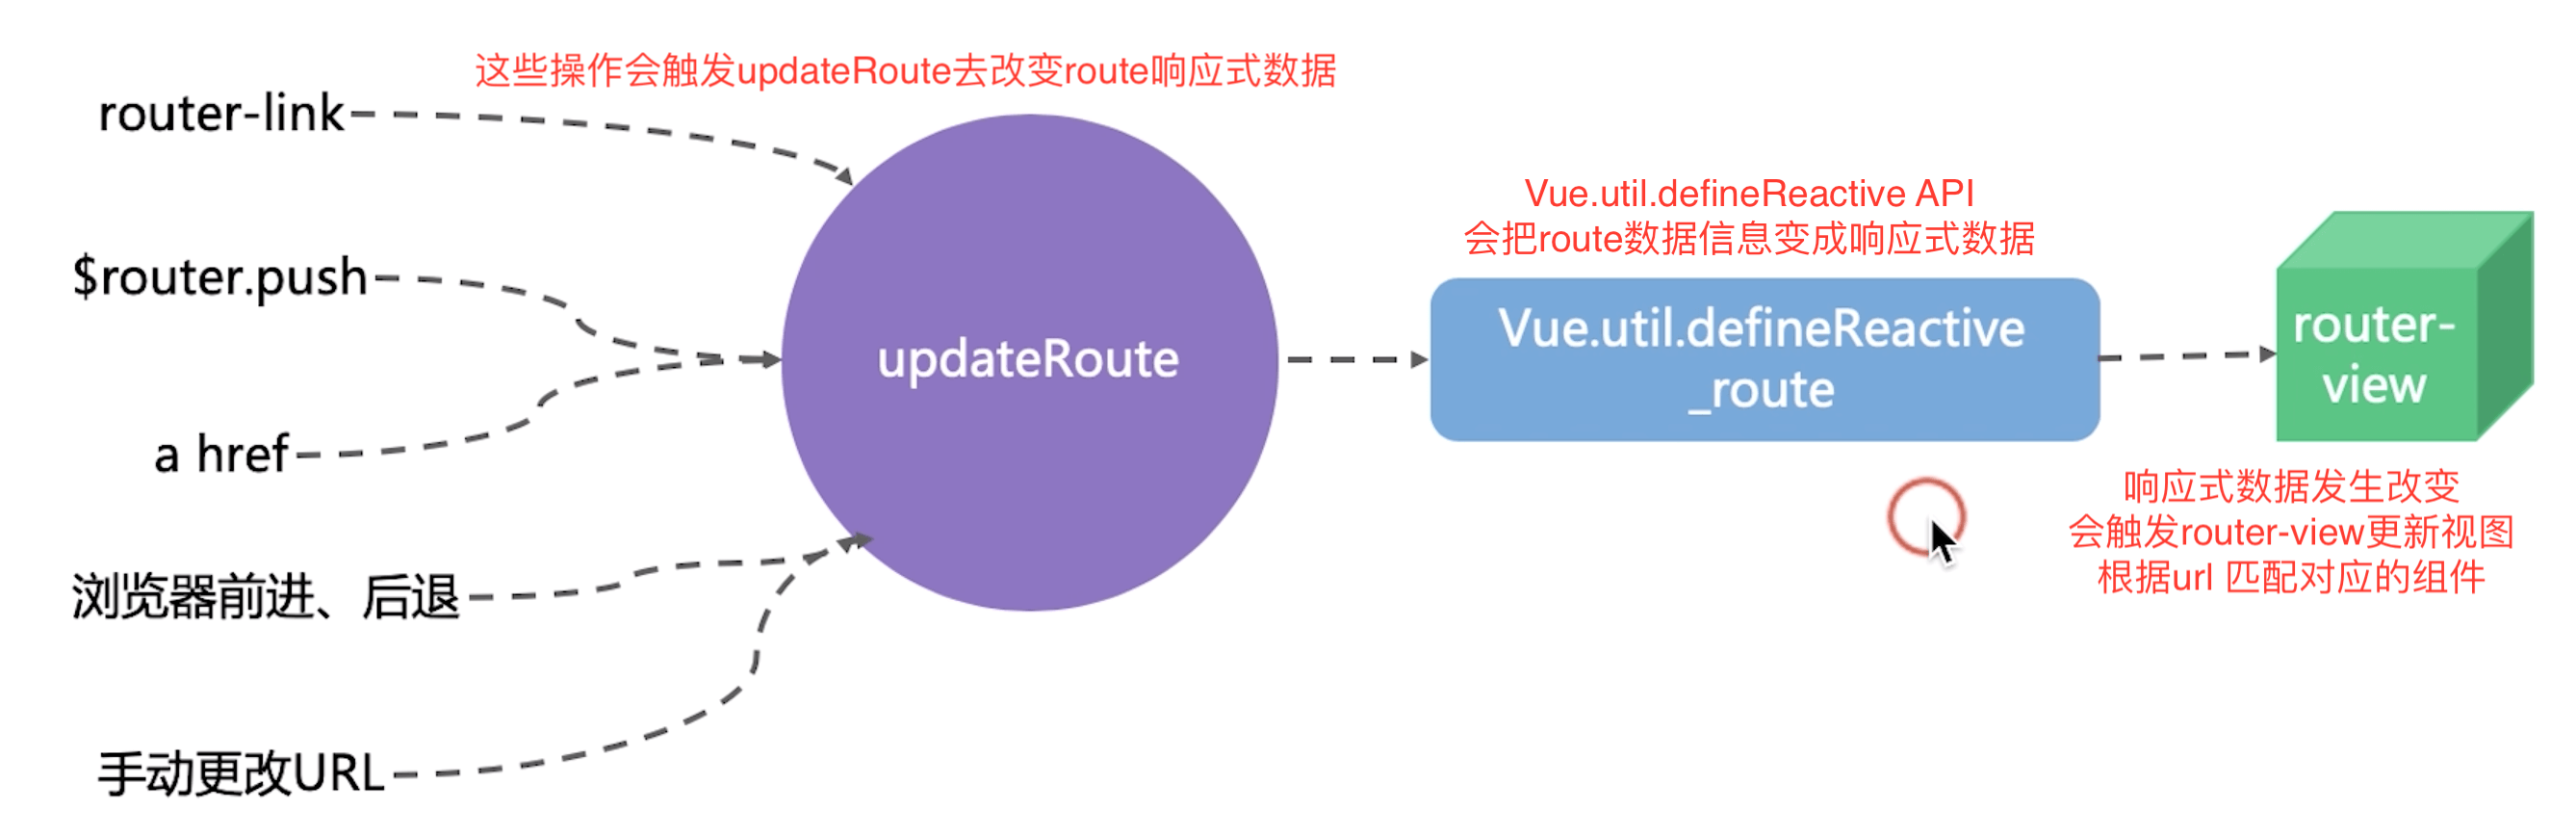 这些操作会触发updateRoute去改变route响应式数据
router-link
$router.push
a href
浏览器前进、后退
手动更改URL
updateRoute
Vue.util.defineReactive API
会把route数据信息变成响应式数据
Vue.util.defineReactive
_route
router-
view
响应式数据发生改变
会触发router-view更新视图
根据url 匹配对应的组件